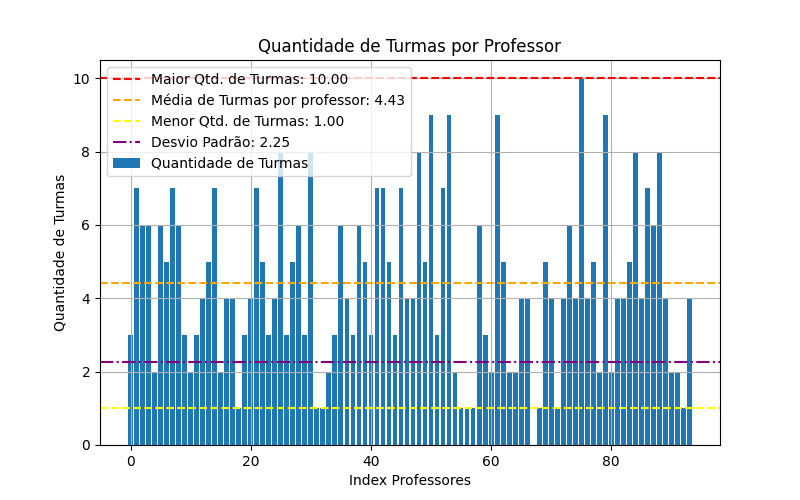 Quantidade de Turmas por Professor
Maior Qtd. de Turmas: 10.00
Média de Turmas por professor: 4.43
Menor Qtd. de Turmas: 1.00
Desvio Padrão: 2.25
Quantidade de Turmas
Quantidade de Turmas
10
8
6
4
2
0
0 20 40 60 80
Index Professores